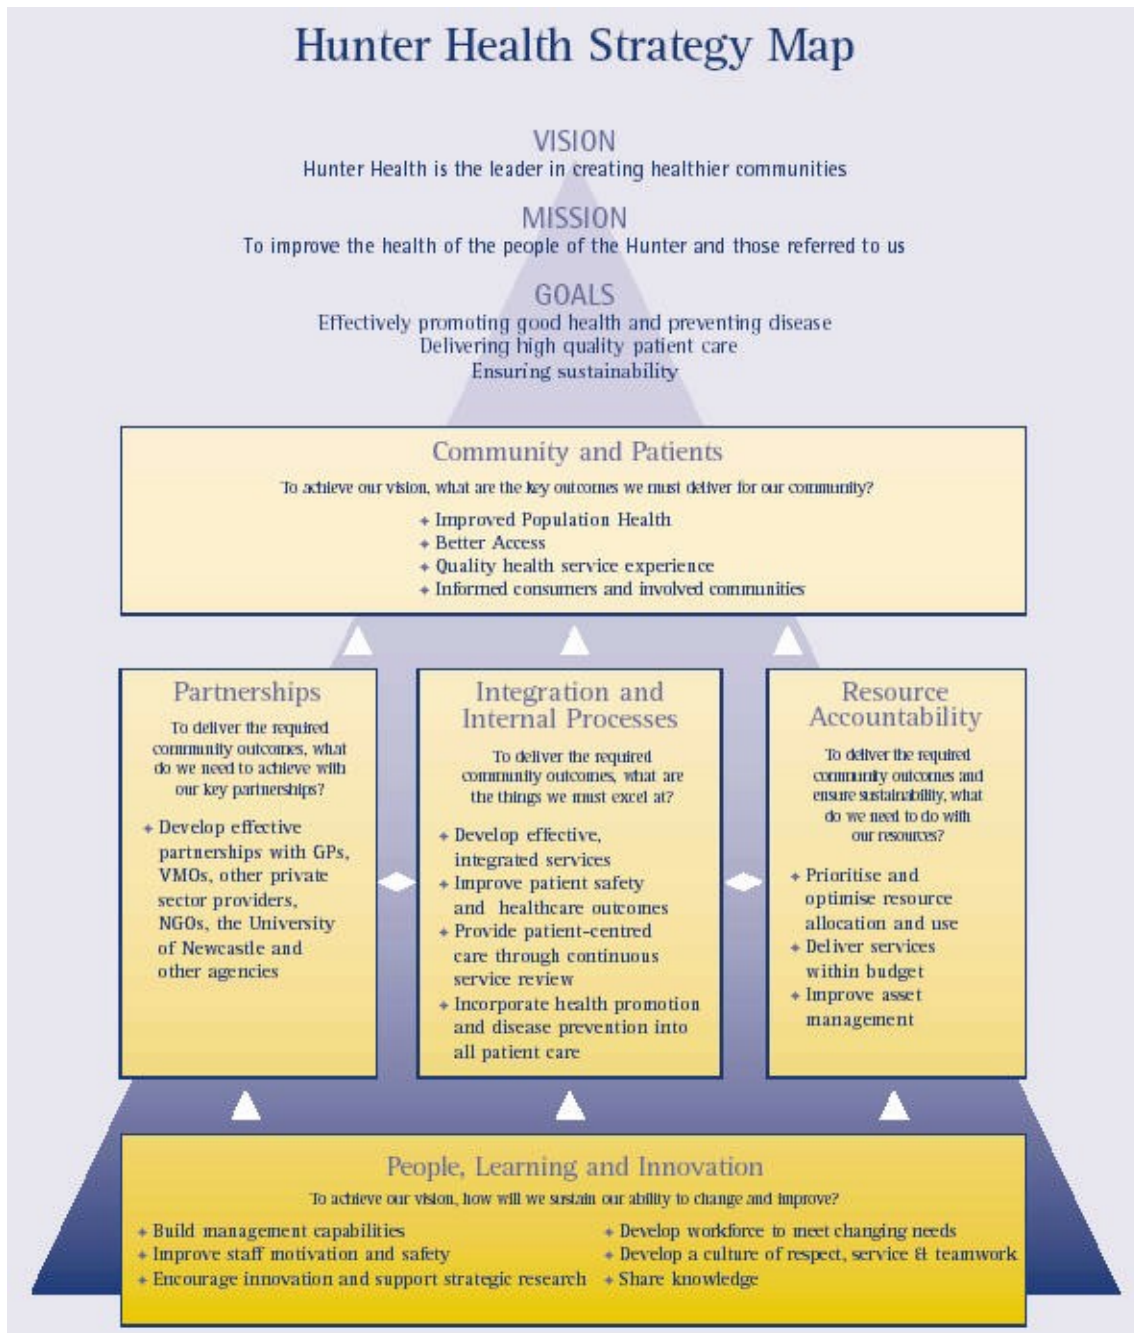 Hunter Health Strategy Map
VISION
Hunter Health is the leader in creating healthier communities
MISSION
To improve the health of the people of the Hunter and those referred to us
GOALS
Effectively promoting good health and preventing disease
Delivering high quality patient care
Ensuring sustainability
Community and Patients
To achieve our vision, what are the key outcomes we must deliver for our community?
✦ Improved Population Health
✦ Better Access
✦ Quality health service experience
✦ Informed consumers and involved communities
Partnerships
To deliver the required
community outcomes, what
do we need to achieve with
our key partnerships?
✦ Develop effective
partnerships with GPs,
VMOs, other private
sector providers,
NGOs, the University
of Newcastle and
other agencies
Integration and
Internal Processes
To deliver the required
community outcomes, what are
the things we must excel at?
✦ Develop effective,
integrated services
✦ Improve patient safety
and healthcare outcomes
✦ Provide patient-centred
care through continuous
service review
✦ Incorporate health promotion
and disease prevention into
all patient care
Resource
Accountability
To deliver the required
community outcomes and
ensure sustainability, what
do we need to do with
our resources?
✦ Prioritise and
optimise resource
allocation and use
✦ Deliver services
within budget
✦ Improve asset
management
People, Learning and Innovation
To achieve our vision, how will we sustain our ability to change and improve?
✦ Build management capabilities
✦ Improve staff motivation and safety
✦ Encourage innovation and support strategic research
✦ Develop workforce to meet changing needs
✦ Develop a culture of respect, service & teamwork
✦ Share knowledge